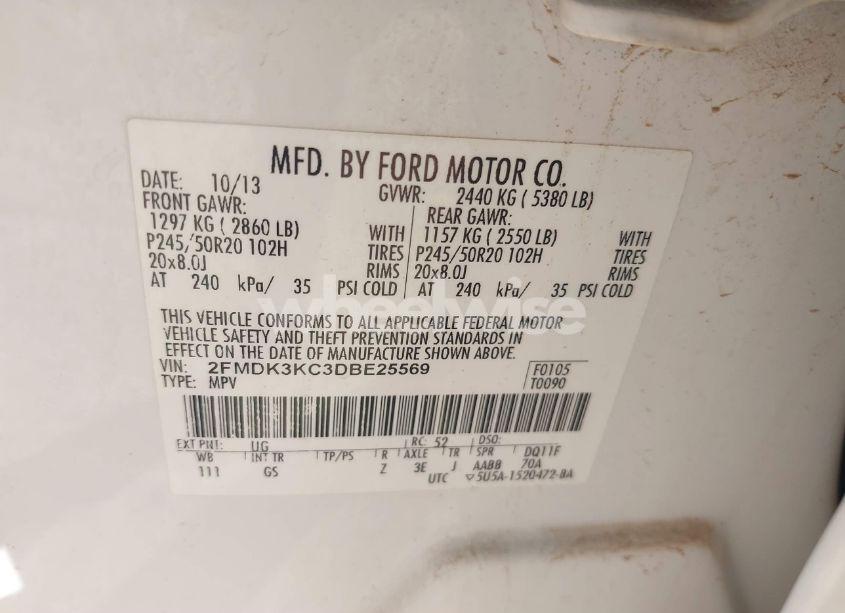 MFD. BY FORD MOTOR CO.
DATE: 10/13 GVWR: 2440 KG ( 5380 LB)
FRONT GAWR: REAR GAWR:
1297 KG ( 2860 LB) WITH 1157 KG ( 2550 LB) WITH
P245/50R20 102H TIRES P245/50R20 102H TIRES
20x8.0J RIMS 20x8.0J RIMS
AT 240 kPa/ 35 PSI COLD AT 240 kPa/ 35 PSI COLD
wheelwise
THIS VEHICLE CONFORMS TO ALL APPLICABLE FEDERAL MOTOR
VEHICLE SAFETY AND THEFT PREVENTION STANDARDS IN
EFFECT ON THE DATE OF MANUFACTURE SHOWN ABOVE.
VIN: 2FMDK3KC3DBE25569 F0105
TYPE: MPV T0090
EXT PNT: UG RC: 52 DSO:
WB INT TR TP/PS R AXLE TR SPR DQ11F
111 GS Z 3E J AABB 70A
UTC ▽5U5A-1520472-BA